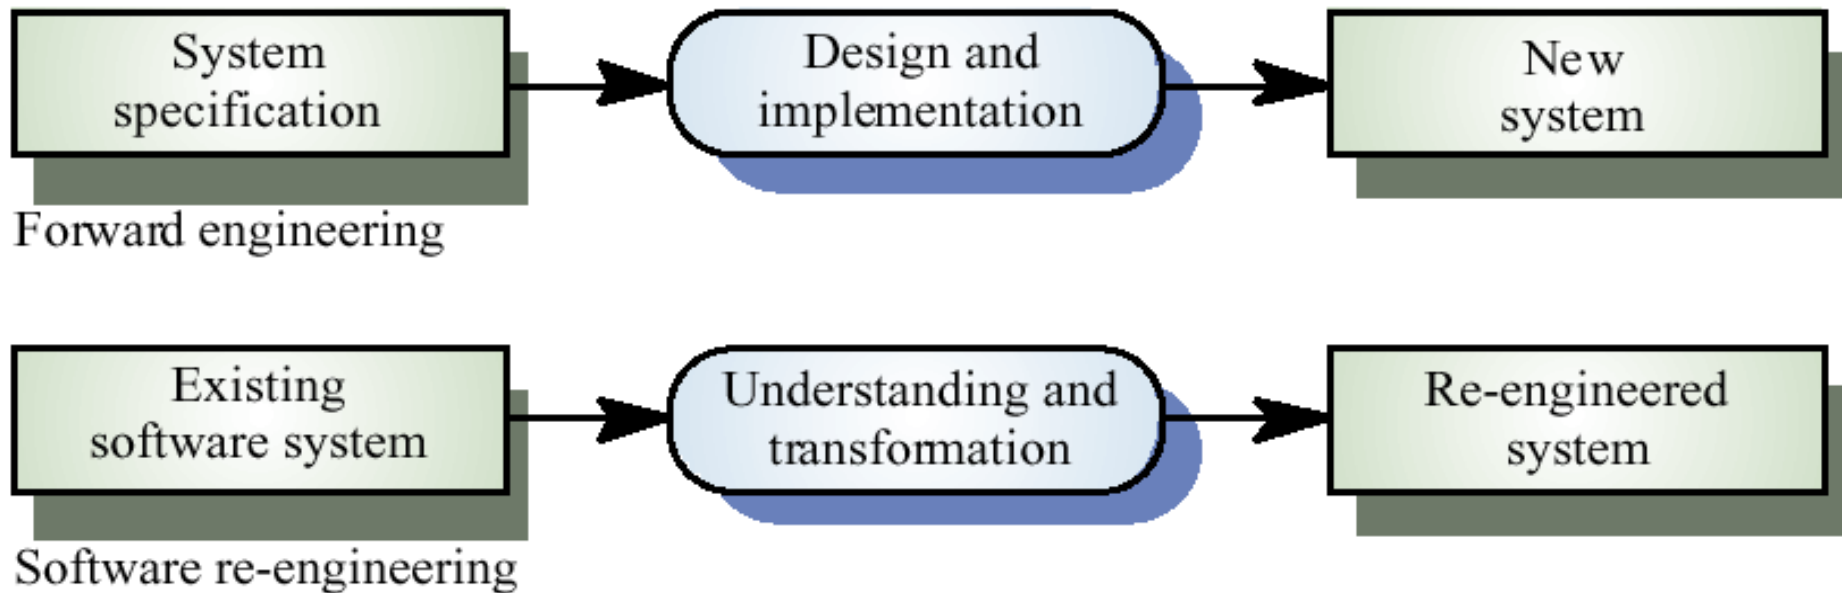 System
specification
Design and
implementation
New
system
Forward engineering
Existing
software system
Understanding and
transformation
Re-engineered
system
Software re-engineering